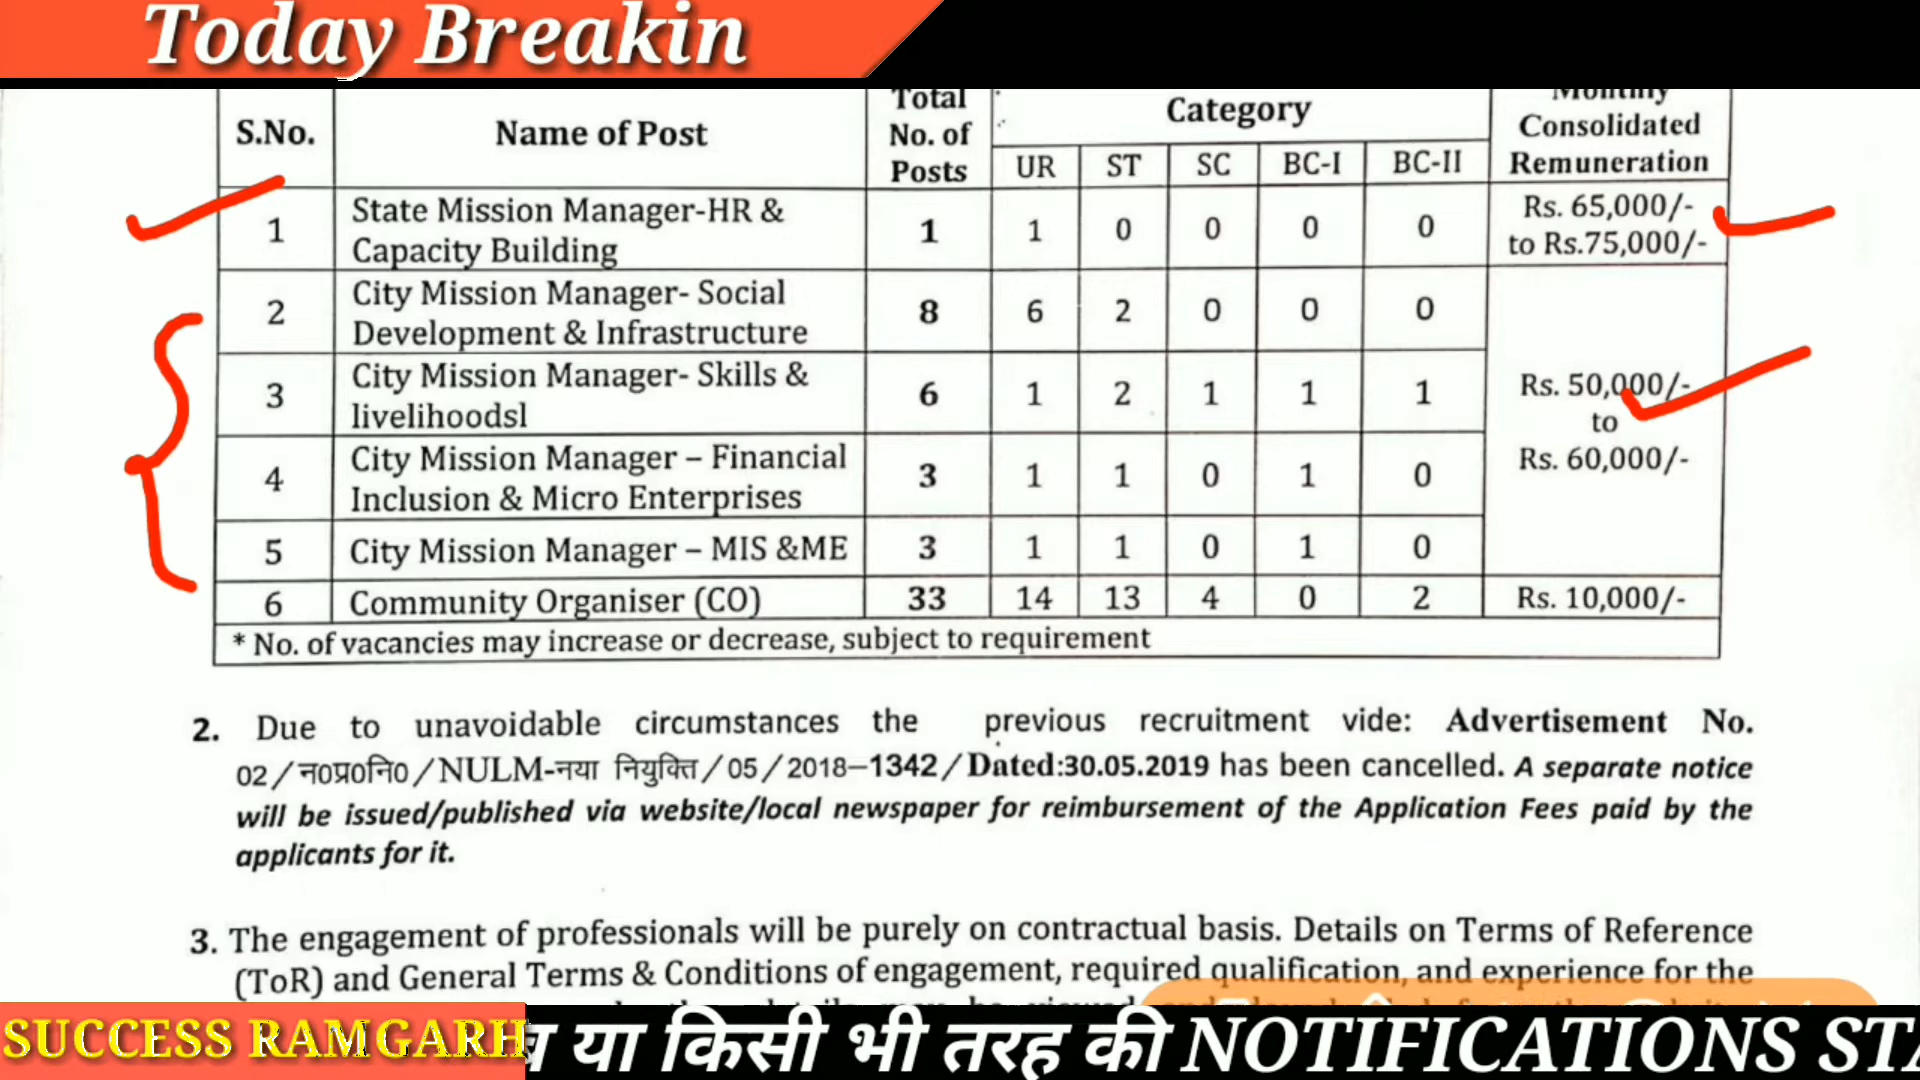 Today Breakin
S.No. Name of Post Total No. of Posts Category Monthly Consolidated Remuneration
UR ST SC BC-I BC-II
1 State Mission Manager-HR & Capacity Building 1 1 0 0 0 0 Rs. 65,000/- to Rs.75,000/-
2 City Mission Manager- Social Development & Infrastructure 8 6 2 0 0 0 Rs. 50,000/- to Rs. 60,000/-
3 City Mission Manager- Skills & livelihoodsl 6 1 2 1 1 1
4 City Mission Manager – Financial Inclusion & Micro Enterprises 3 1 1 0 1 0
5 City Mission Manager – MIS &ME 3 1 1 0 1 0
6 Community Organiser (CO) 33 14 13 4 0 2 Rs. 10,000/-
* No. of vacancies may increase or decrease, subject to requirement
2. Due to unavoidable circumstances the previous recruitment vide: Advertisement No.
02/न0प्र0नि0/NULM-नया नियुक्ति/05/2018–1342/Dated:30.05.2019 has been cancelled. A separate notice
will be issued/published via website/local newspaper for reimbursement of the Application Fees paid by the
applicants for it.
3. The engagement of professionals will be purely on contractual basis. Details on Terms of Reference
(ToR) and General Terms & Conditions of engagement, required qualification, and experience for the
SUCCESS RAMGARH या किसी भी तरह की NOTIFICATIONS STA